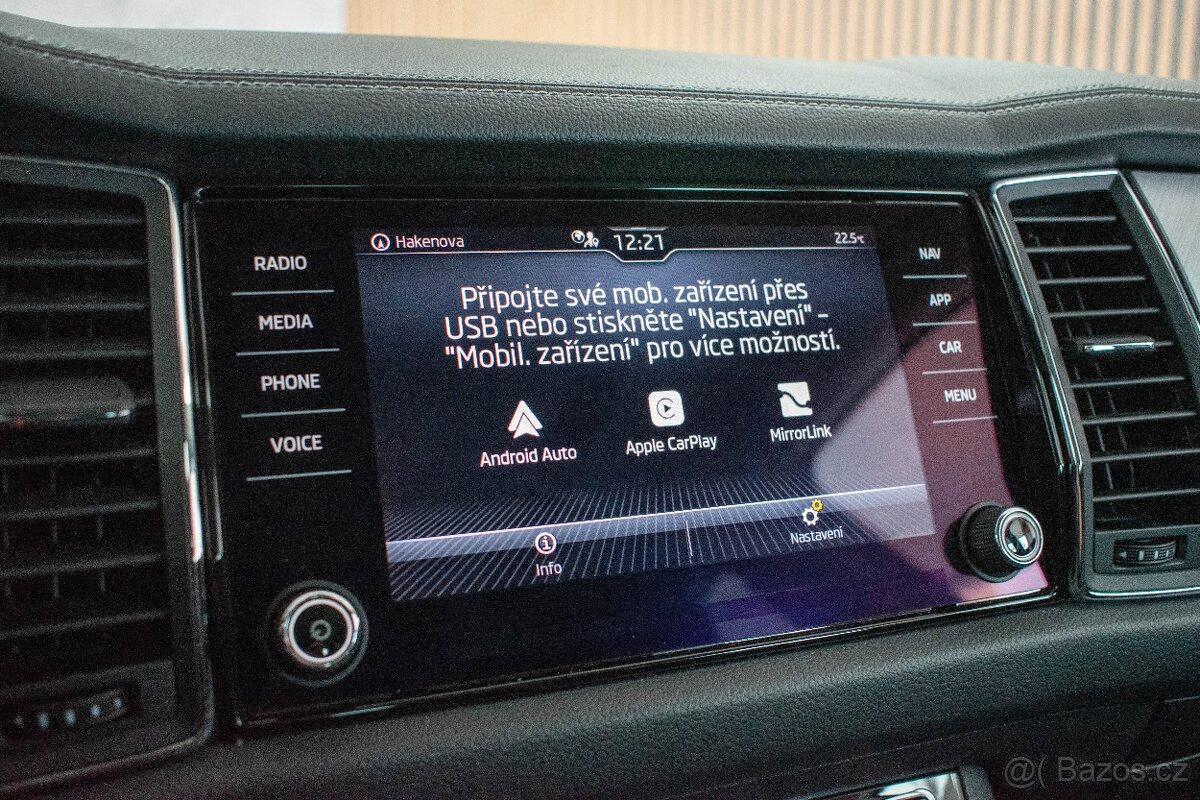 Hakenova
12:21
22.5°C
RADIO
MEDIA
PHONE
VOICE
NAV
APP
CAR
MENU
Připojte své mob. zařízení přes
USB nebo stiskněte "Nastavení" –
"Mobil. zařízení" pro více možností.
Android Auto
Apple CarPlay
MirrorLink
Info
Nastavení
@( Bazos.cz